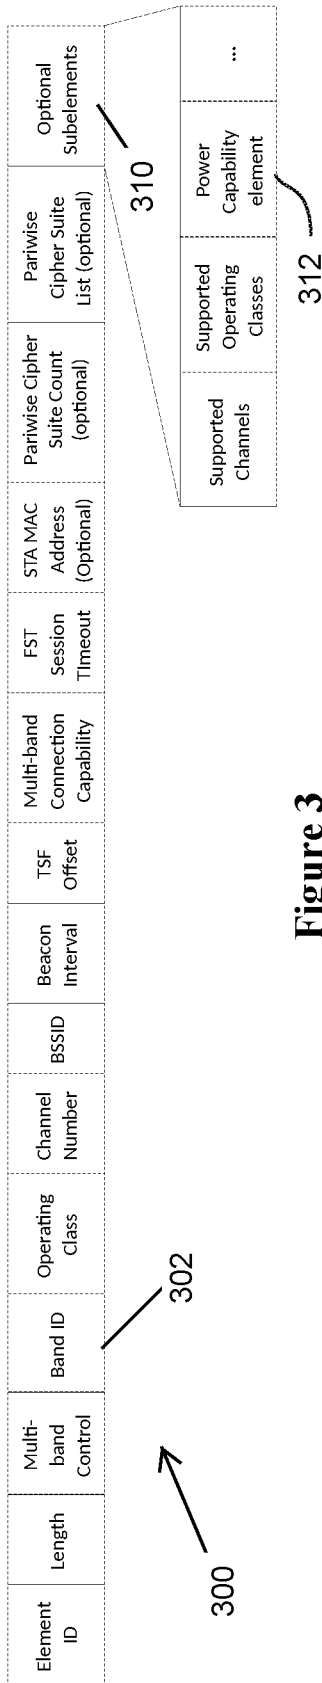 Element
ID
Length
Multi-
band
Control
Band ID
Operating
Class
Channel
Number
BSSID
Beacon
Interval
TSF
Offset
Multi-band
Connection
Capability
FST
Session
TImeout
STA MAC
Address
(Optional)
Pariwise Cipher
Suite Count
(optional)
Pariwise
Cipher Suite
List (optional)
Optional
Subelements
300
302
310
Supported
Channels
Supported
Operating
Classes
Power
Capability
element
...
312
Figure 3